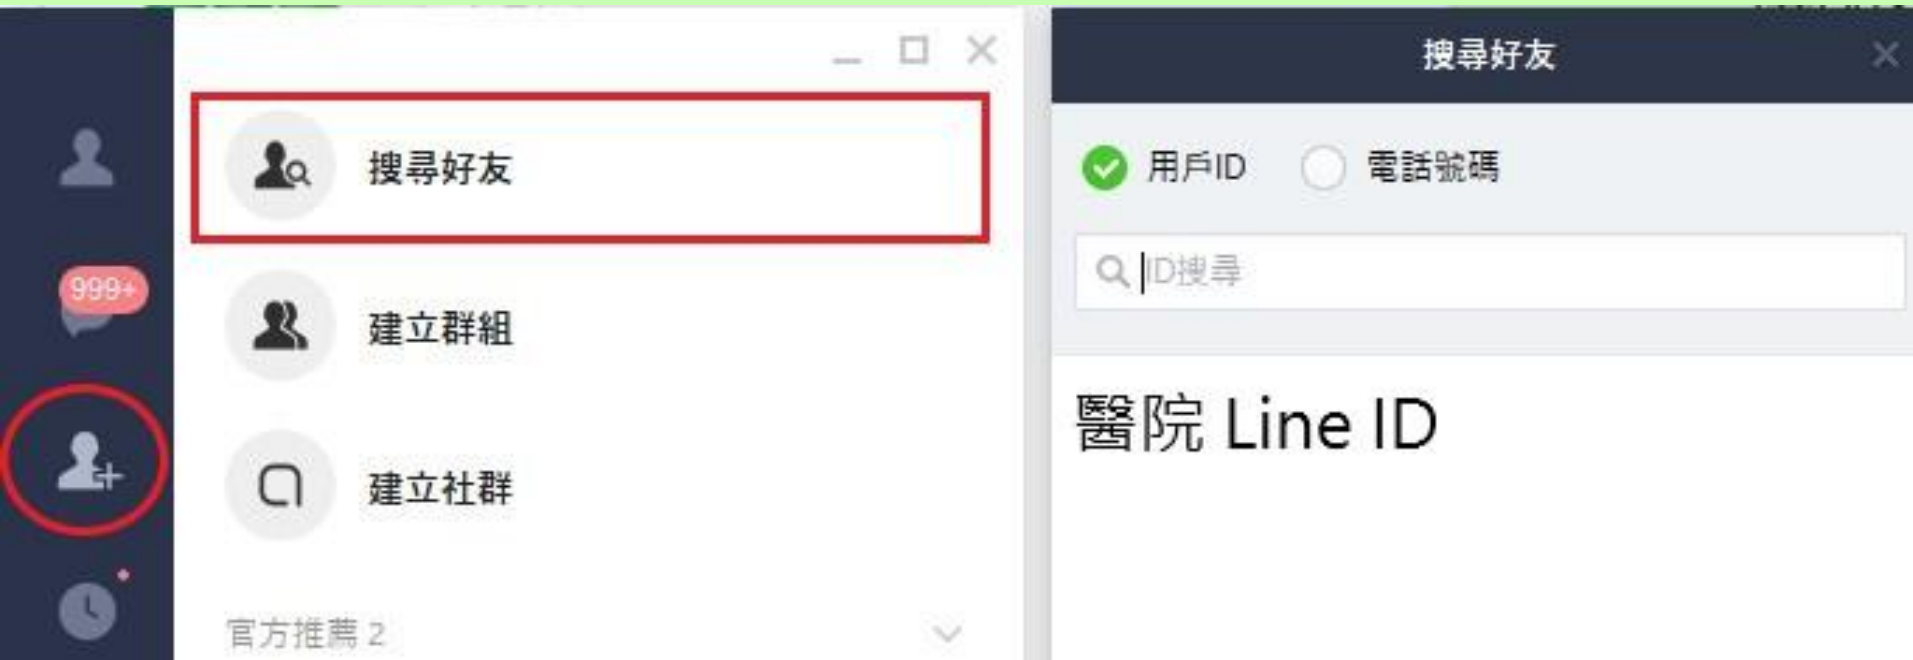 搜尋好友
999+
建立群組
建立社群
官方推薦 2
搜尋好友
用戶ID
電話號碼
ID搜尋
醫院 Line ID